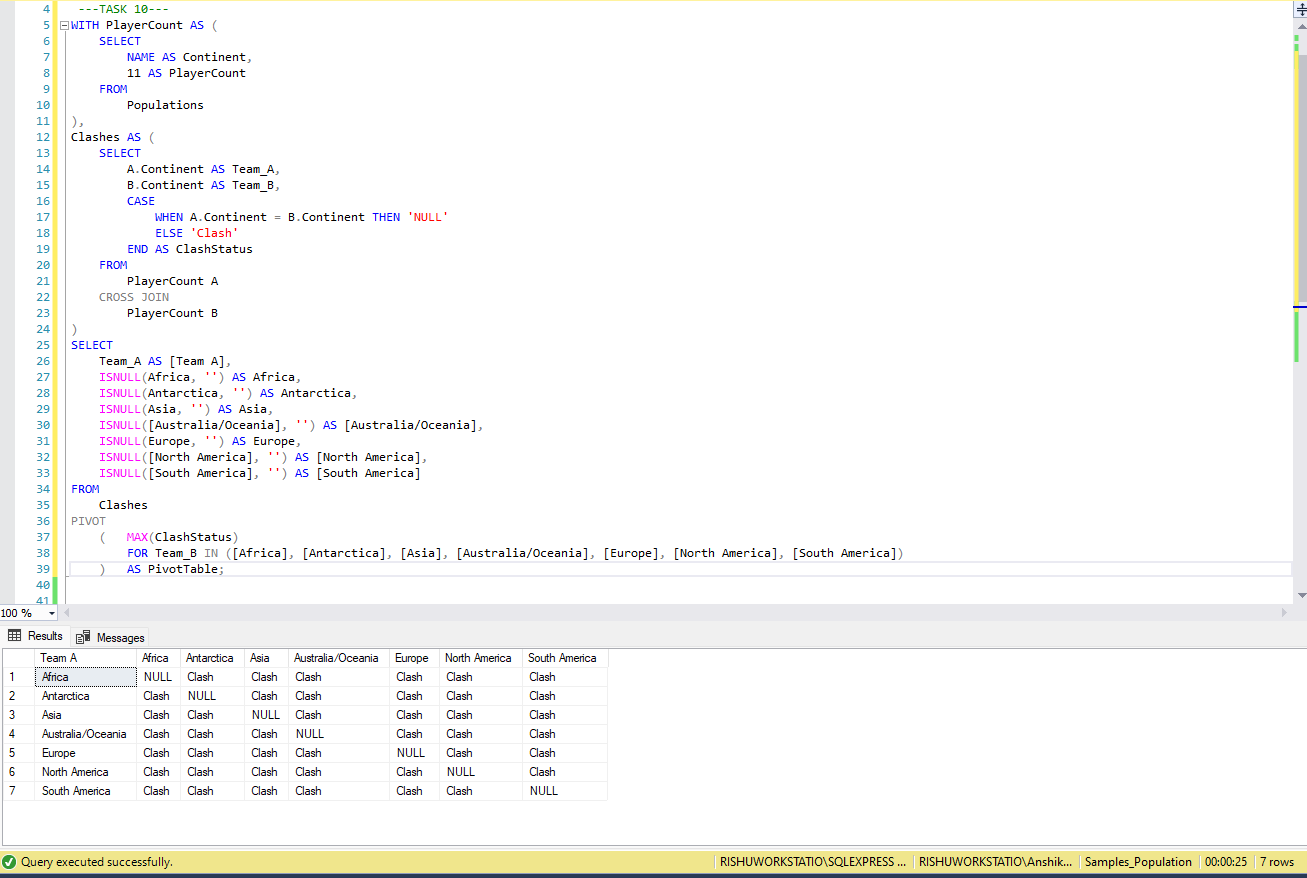 4 ---TASK 10---
5 WITH PlayerCount AS (
6 SELECT
7 NAME AS Continent,
8 11 AS PlayerCount
9 FROM
10 Populations
11 ),
12 Clashes AS (
13 SELECT
14 A.Continent AS Team_A,
15 B.Continent AS Team_B,
16 CASE
17 WHEN A.Continent = B.Continent THEN 'NULL'
18 ELSE 'Clash'
19 END AS ClashStatus
20 FROM
21 PlayerCount A
22 CROSS JOIN
23 PlayerCount B
24 )
25 SELECT
26 Team_A AS [Team A],
27 ISNULL(Africa, '') AS Africa,
28 ISNULL(Antarctica, '') AS Antarctica,
29 ISNULL(Asia, '') AS Asia,
30 ISNULL([Australia/Oceania], '') AS [Australia/Oceania],
31 ISNULL(Europe, '') AS Europe,
32 ISNULL([North America], '') AS [North America],
33 ISNULL([South America], '') AS [South America]
34 FROM
35 Clashes
36 PIVOT
37 ( MAX(ClashStatus)
38 FOR Team_B IN ([Africa], [Antarctica], [Asia], [Australia/Oceania], [Europe], [North America], [South America])
39 ) AS PivotTable;
40
41
100 %
Results Messages
Team A Africa Antarctica Asia Australia/Oceania Europe North America South America
1 Africa NULL Clash Clash Clash Clash Clash Clash
2 Antarctica Clash NULL Clash Clash Clash Clash Clash
3 Asia Clash Clash NULL Clash Clash Clash Clash
4 Australia/Oceania Clash Clash Clash NULL Clash Clash Clash
5 Europe Clash Clash Clash Clash NULL Clash Clash
6 North America Clash Clash Clash Clash Clash NULL Clash
7 South America Clash Clash Clash Clash Clash Clash NULL
Query executed successfully. RISHUWORKSTATIO\SQLEXPRESS ... RISHUWORKSTATIO\Anshik... Samples_Population 00:00:25 7 rows